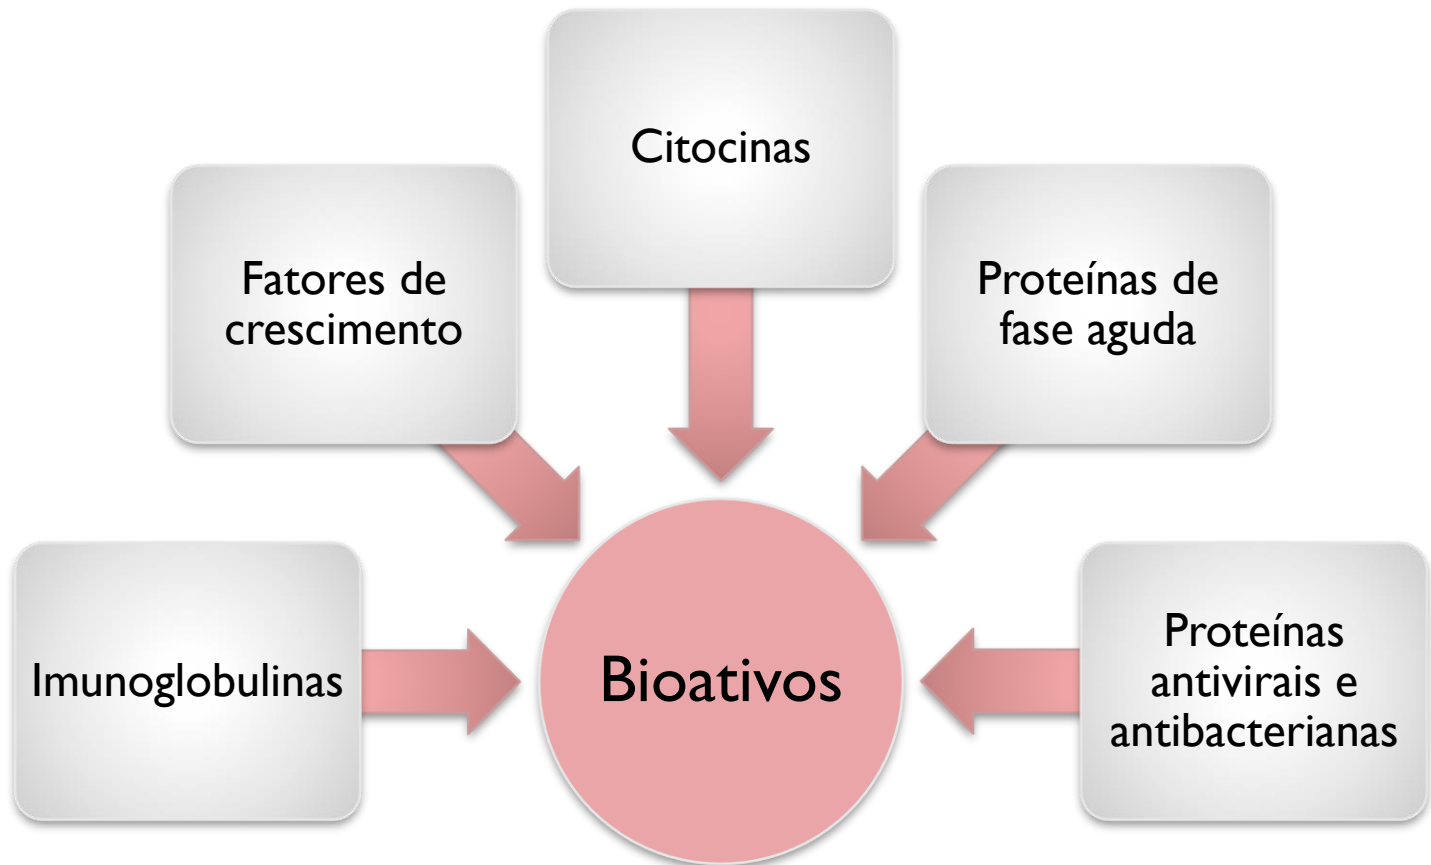 Citocinas
Fatores de
crescimento
Proteínas de
fase aguda
Imunoglobulinas
Bioativos
Proteínas
antivirais e
antibacterianas